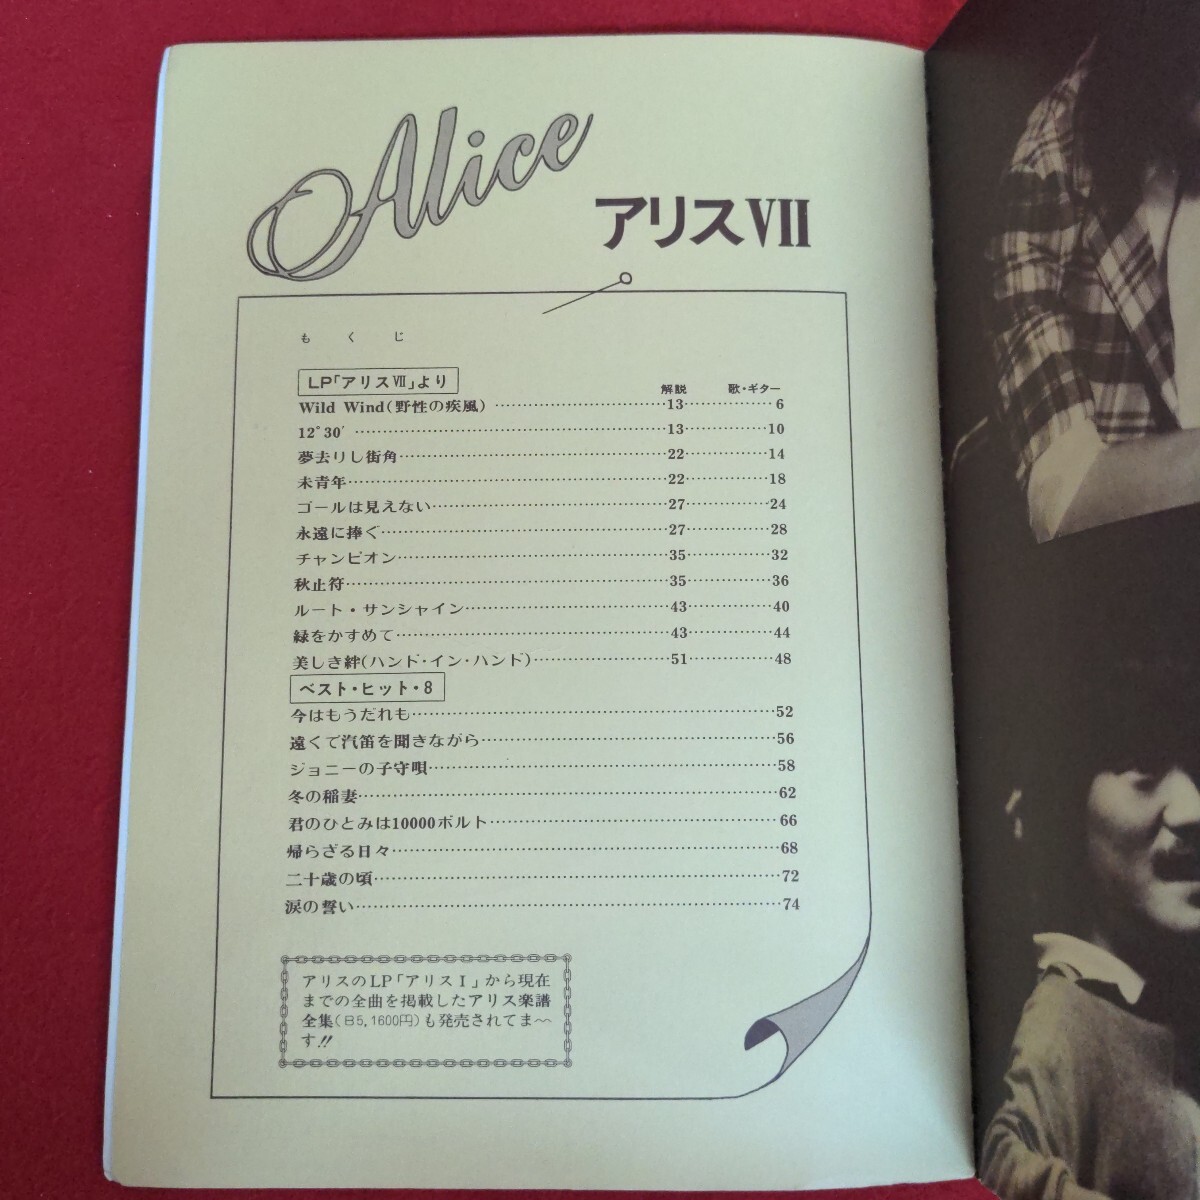 Alice
アリスVII
もくじ
LP「アリスⅦ」より
解説 歌・ギター
Wild Wind(野性の疾風)……13……6
12°30′……13……10
夢去りし街角……22……14
未青年……22……18
ゴールは見えない……27……24
永遠に捧ぐ……27……28
チャンピオン……35……32
秋止符……35……36
ルート・サンシャイン……43……40
緑をかすめて……43……44
美しき絆(ハンド・イン・ハンド)……51……48
ベスト・ヒット・8
今はもうだれも……52
遠くで汽笛を聞きながら……56
ジョニーの子守唄……58
冬の稲妻……62
君のひとみは10000ボルト……66
帰らざる日々……68
二十歳の頃……72
涙の誓い……74
アリスのLP「アリスⅠ」から現在
までの全曲を掲載したアリス楽譜
全集(B5,1600円)も発売されてま〜
す!!